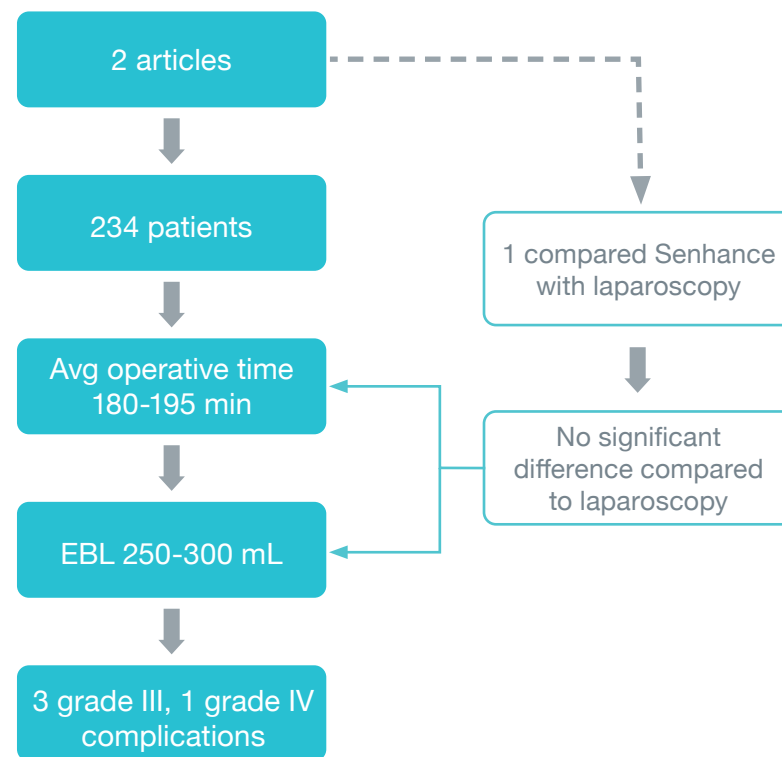 2 articles
234 patients
Avg operative time
180-195 min
EBL 250-300 mL
3 grade III, 1 grade IV
complications
1 compared Senhance
with laparoscopy
No significant
difference compared
to laparoscopy